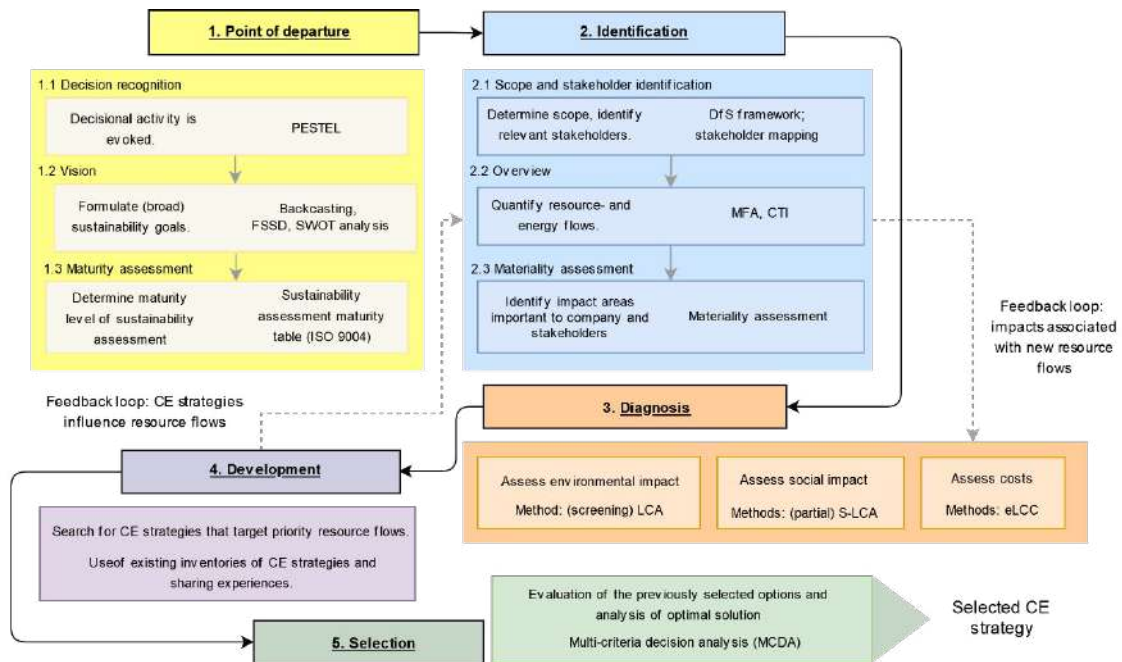 1. Point of departure
2. Identification
1.1 Decision recognition
Decisional activity is
evoked.
PESTEL
1.2 Vision
Formulate (broad)
sustainability goals.
Backcasting,
FSSD, SWOT analysis
1.3 Maturity assessment
Determine maturity
level of sustainability
assessment
Sustainability
assessment maturity
table (ISO 9004)
2.1 Scope and stakeholder identification
Determine scope, identify
relevant stakeholders.
DfS framework;
stakeholder mapping
2.2 Overview
Quantify resource- and
energy flows.
MFA, CTI
2.3 Materiality assessment
Identify impact areas
important to company and
stakeholders
Materiality assessment
Feedback loop:
impacts associated
with new resource
flows
Feedback loop: CE strategies
influence resource flows
3. Diagnosis
Assess environmental impact
Method: (screening) LCA
Assess social impact
Methods: (partial) S-LCA
Assess costs
Methods: eLCC
4. Development
Search for CE strategies that target priority resource flows.
Useof existing inventories of CE strategies and
sharing experiences.
5. Selection
Evaluation of the previously selected options and
analysis of optimal solution
Multi-criteria decision analysis (MCDA)
Selected CE
strategy